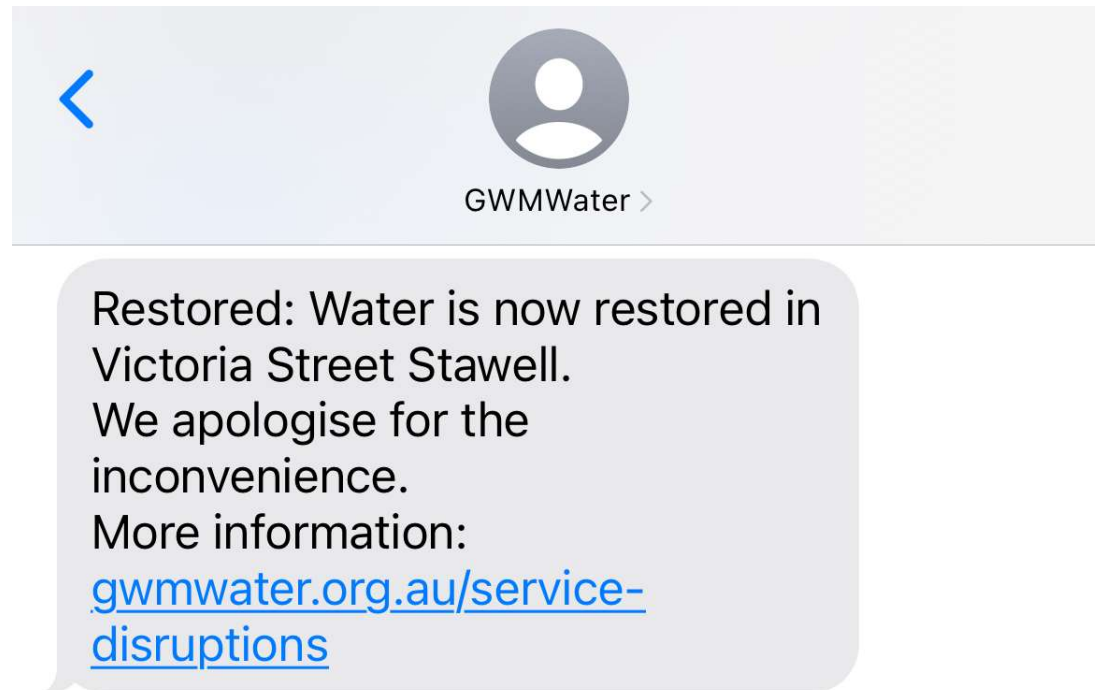 GWMWater
Restored: Water is now restored in
Victoria Street Stawell.
We apologise for the
inconvenience.
More information:
gwmwater.org.au/service-
disruptions